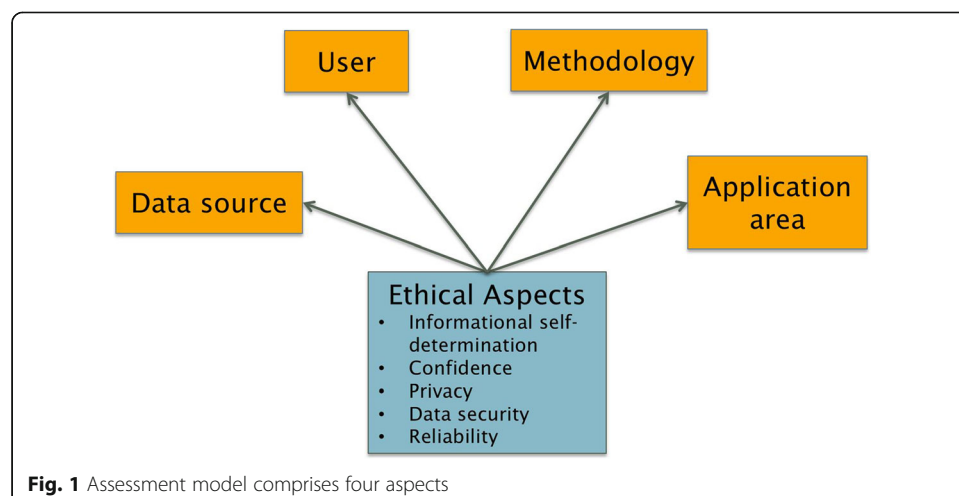 User
Methodology
Data source
Application
area
Ethical Aspects
• Informational self-
determination
• Confidence
• Privacy
• Data security
• Reliability
Fig. 1 Assessment model comprises four aspects